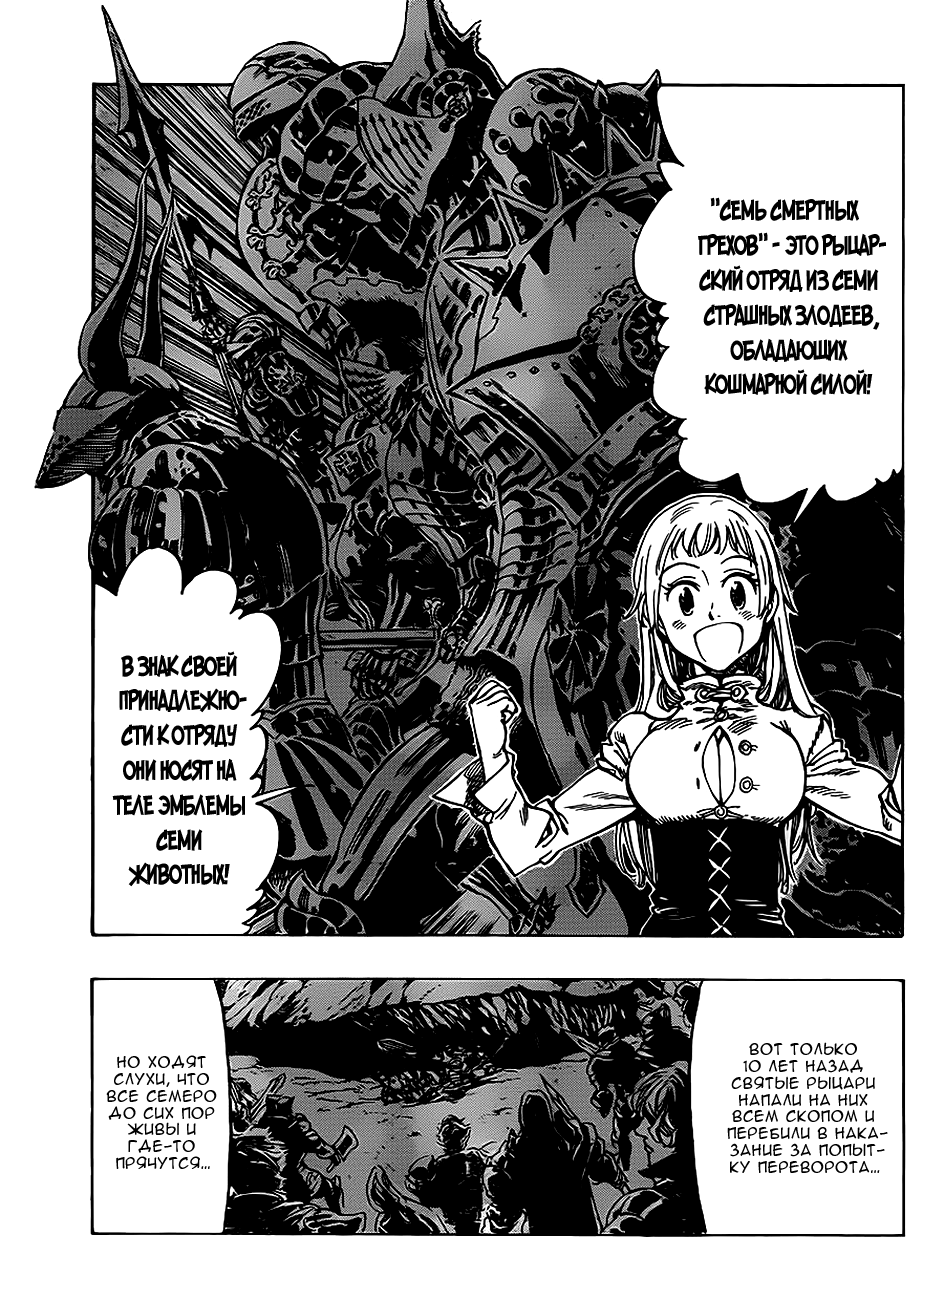 "СЕМЬ СМЕРТНЫХ
ГРЕХОВ" - ЭТО РЫЦАР-
СКИЙ ОТРЯД ИЗ СЕМИ
СТРАШНЫХ ЗЛОДЕЕВ,
ОБЛАДАЮЩИХ
КОШМАРНОЙ СИЛОЙ!
В ЗНАК СВОЕЙ
ПРИНАДЛЕЖНО-
СТИ К ОТРЯДУ
ОНИ НОСЯТ НА
ТЕЛЕ ЭМБЛЕМЫ
СЕМИ
ЖИВОТНЫХ!
ВОТ ТОЛЬКО
10 ЛЕТ НАЗАД
СВЯТЫЕ РЫЦАРИ
НАПАЛИ НА НИХ
ВСЕМ СКОПОМ И
ПЕРЕБИЛИ В НАКА-
ЗАНИЕ ЗА ПОПЫТ-
КУ ПЕРЕВОРОТА...
НО ХОДЯТ
СЛУХИ, ЧТО
ВСЕ СЕМЕРО
ДО СИХ ПОР
ЖИВЫ И
ГДЕ-ТО
ПРЯЧУТСЯ...